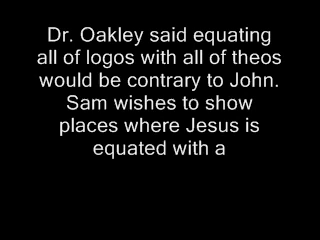 Dr. Oakley said equating
all of logos with all of theos
would be contrary to John.
Sam wishes to show
places where Jesus is
equated with a